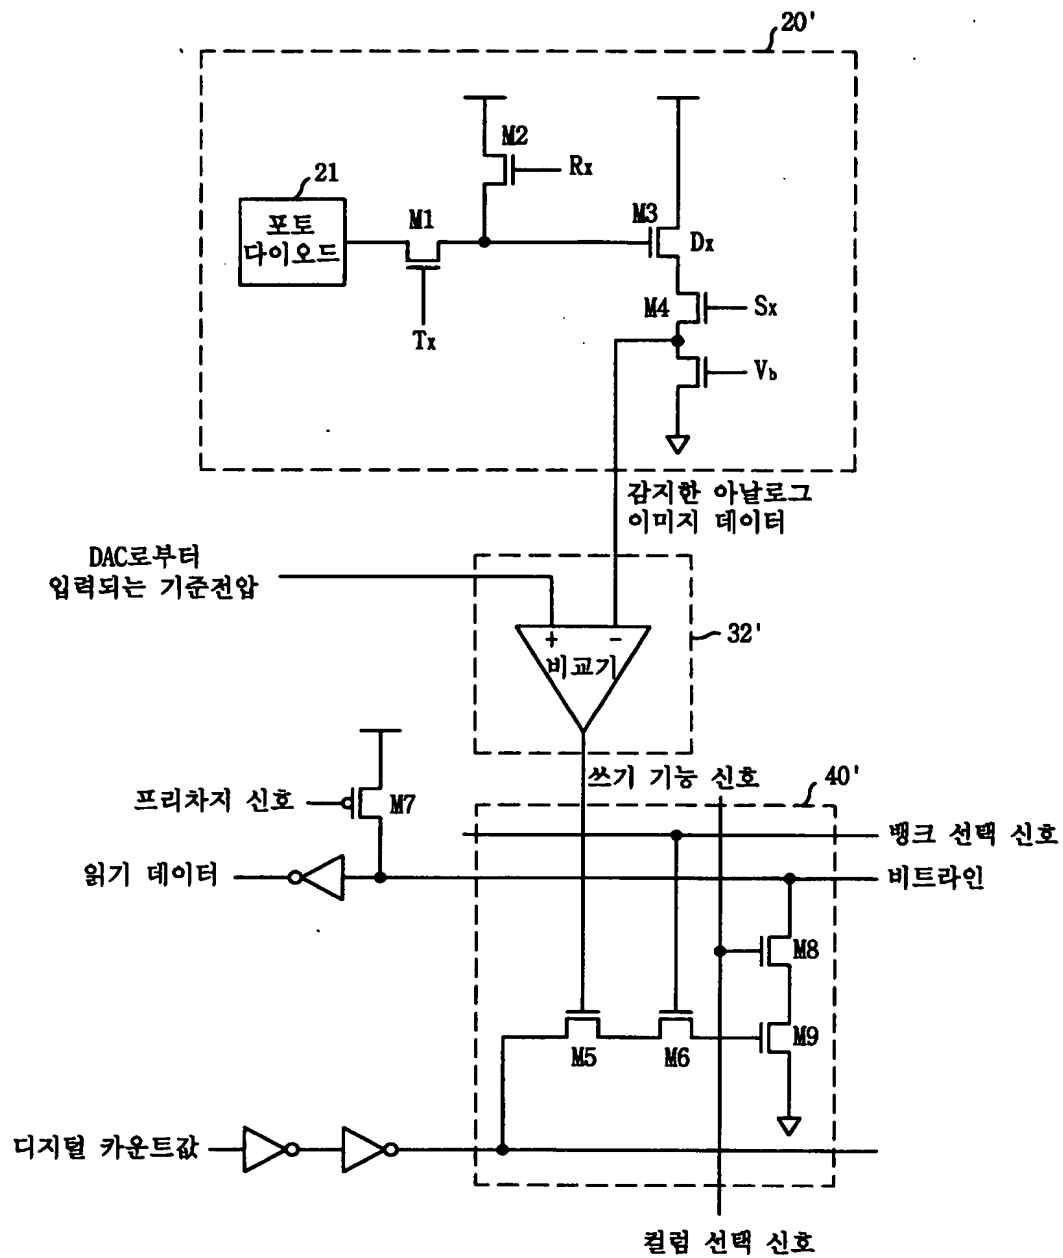 20'
M2
Rx
21
포토
다이오드
M1
M3
Dx
M4
Sx
Tx
Vb
감지한 아날로그
이미지 데이터
DAC로부터
입력되는 기준전압
+
-
비교기
32'
쓰기 기능 신호
40'
프리차지 신호
M7
뱅크 선택 신호
읽기 데이터
비트라인
M8
M5
M6
M9
디지털 카운트값
컬럼 선택 신호